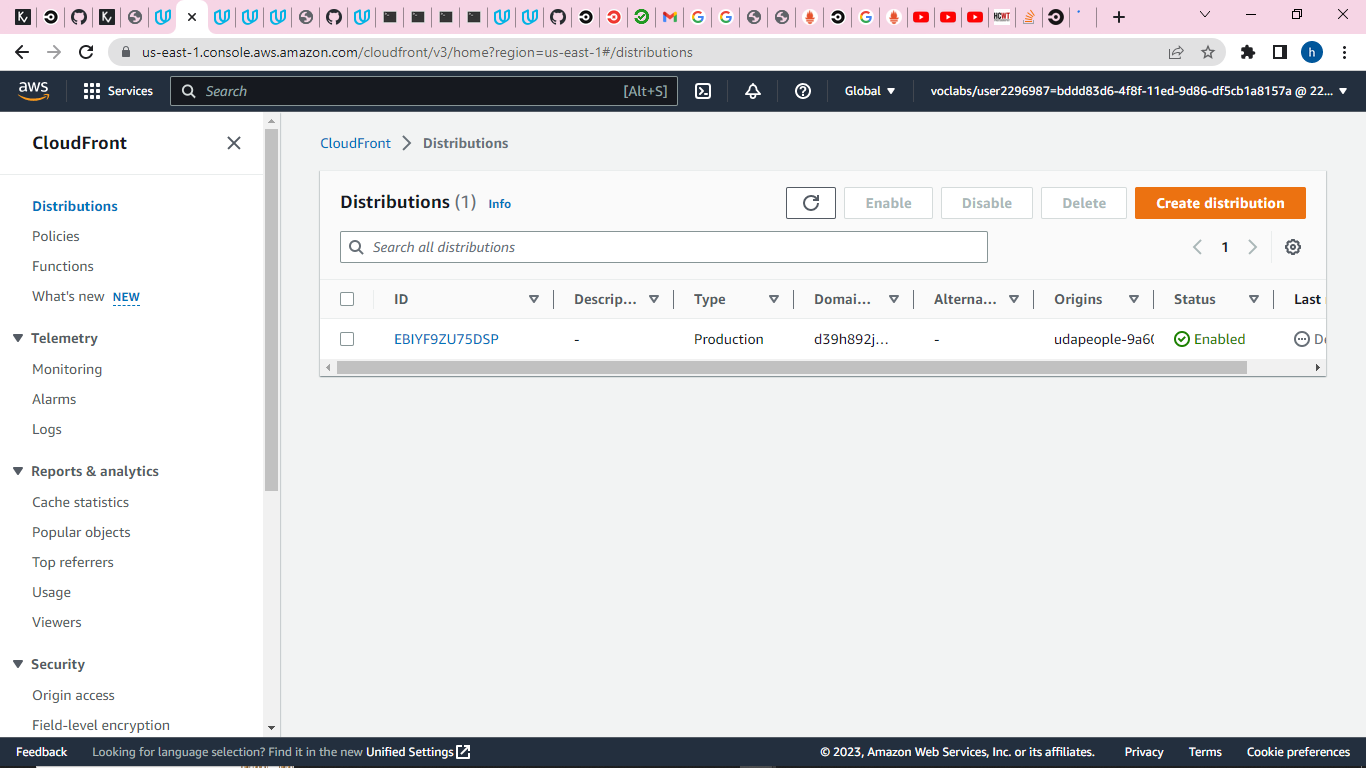 us-east-1.console.aws.amazon.com/cloudfront/v3/home?region=us-east-1#/distributions
h
aws
Services
Search
[Alt+S]
Global
voclabs/user2296987=bddd83d6-4f8f-11ed-9d86-df5cb1a8157a @ 22...
CloudFront
Distributions
Policies
Functions
What's new NEW
Telemetry
Monitoring
Alarms
Logs
Reports & analytics
Cache statistics
Popular objects
Top referrers
Usage
Viewers
Security
Origin access
Field-level encryption
CloudFront
Distributions
Distributions (1) Info
Enable
Disable
Delete
Create distribution
Search all distributions
1
ID
Descrip...
Type
Domai...
Alterna...
Origins
Status
Last
EBIYF9ZU75DSP
-
Production
d39h892j...
-
udapeople-9a60
Enabled
Feedback
Looking for language selection? Find it in the new Unified Settings
© 2023, Amazon Web Services, Inc. or its affiliates.
Privacy
Terms
Cookie preferences